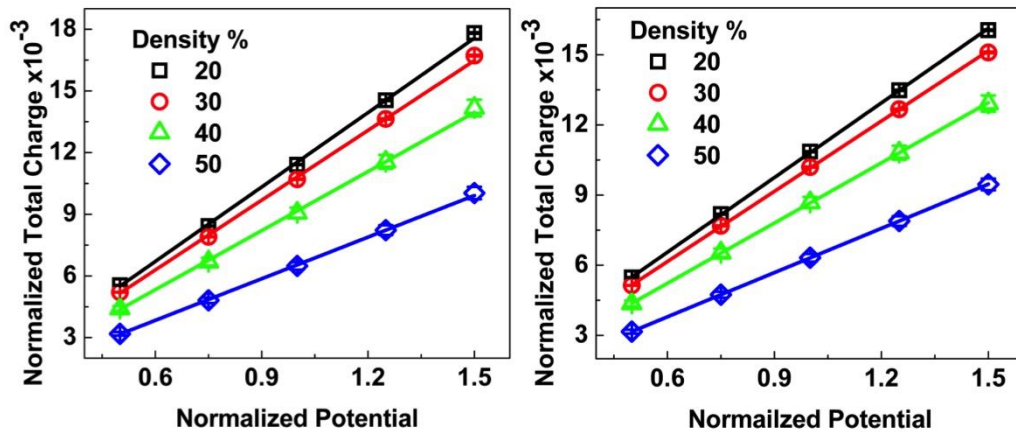 Normalized Total Charge x10^-3
18
15
12
9
6
3
Density %
20
30
40
50
0.6 0.9 1.2 1.5
Normalized Potential
Normalized Total Charge x10^-3
15
12
9
6
3
Density %
20
30
40
50
0.6 0.9 1.2 1.5
Normailzed Potential